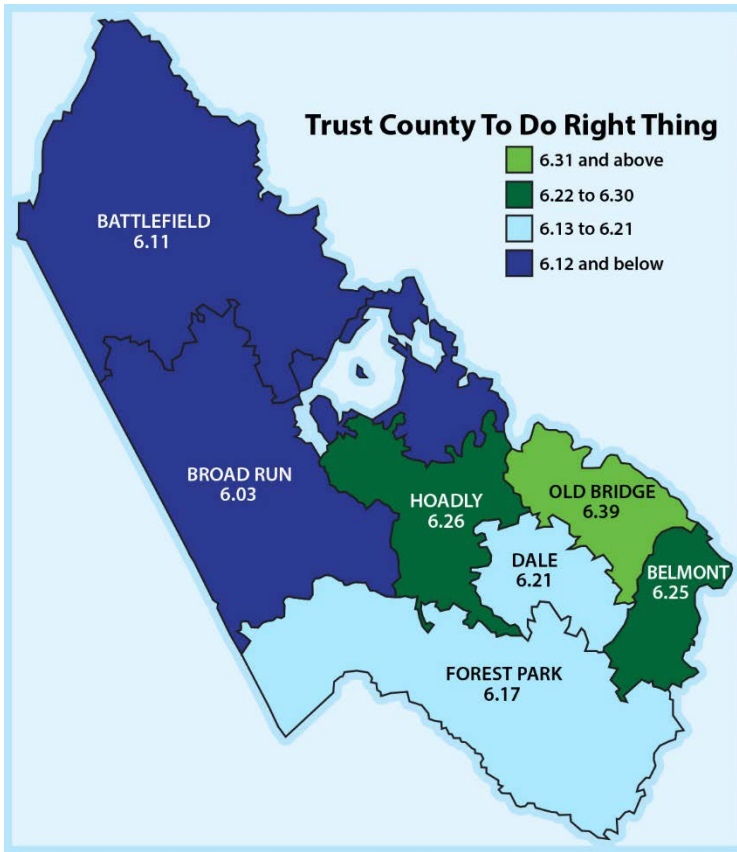 Trust County To Do Right Thing
6.31 and above
6.22 to 6.30
6.13 to 6.21
6.12 and below
BATTLEFIELD
6.11
BROAD RUN
6.03
HOADLY
6.26
OLD BRIDGE
6.39
DALE
6.21
BELMONT
6.25
FOREST PARK
6.17